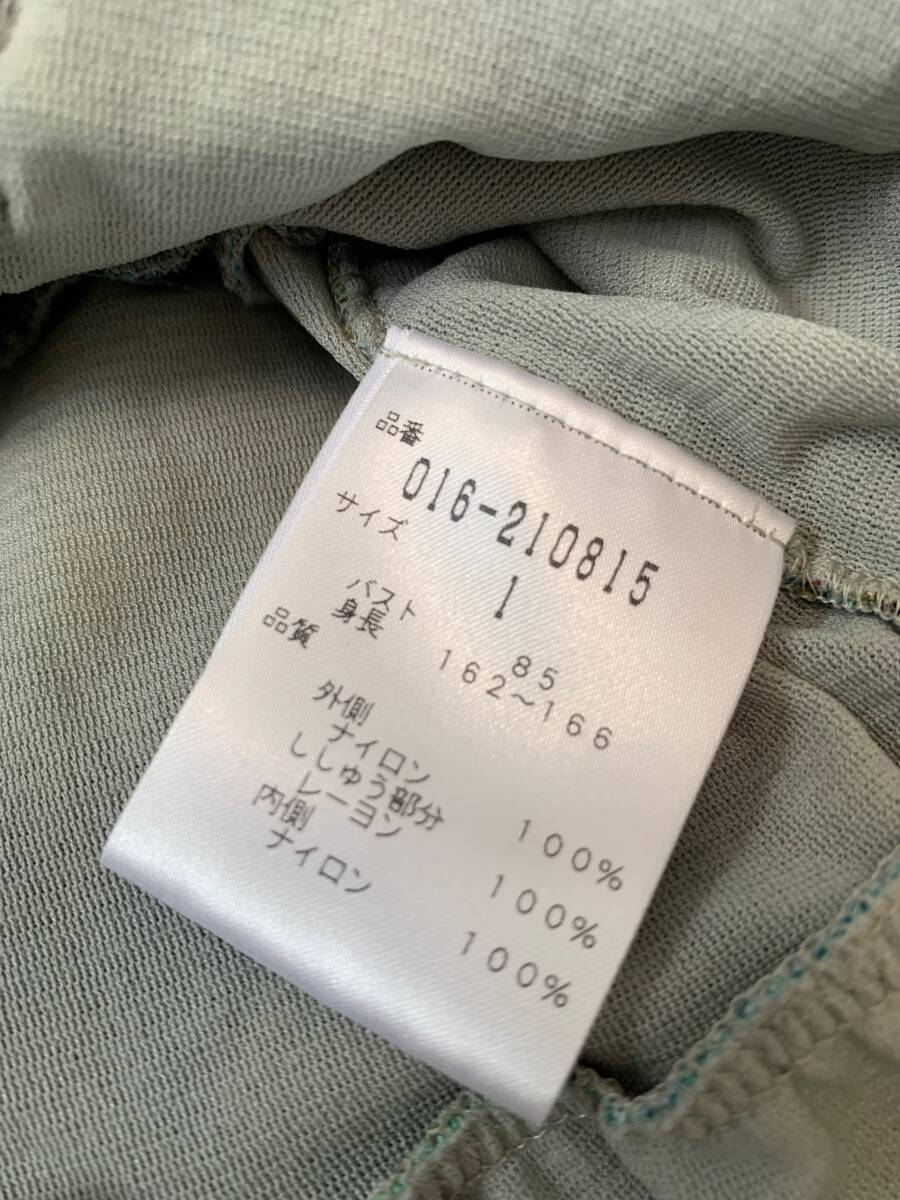 品番
016-210815
サイズ
1
バスト 85
身長 162～166
品質
外側
ナイロン 100%
ししゅう部分
レーヨン 100%
内側
ナイロン 100%